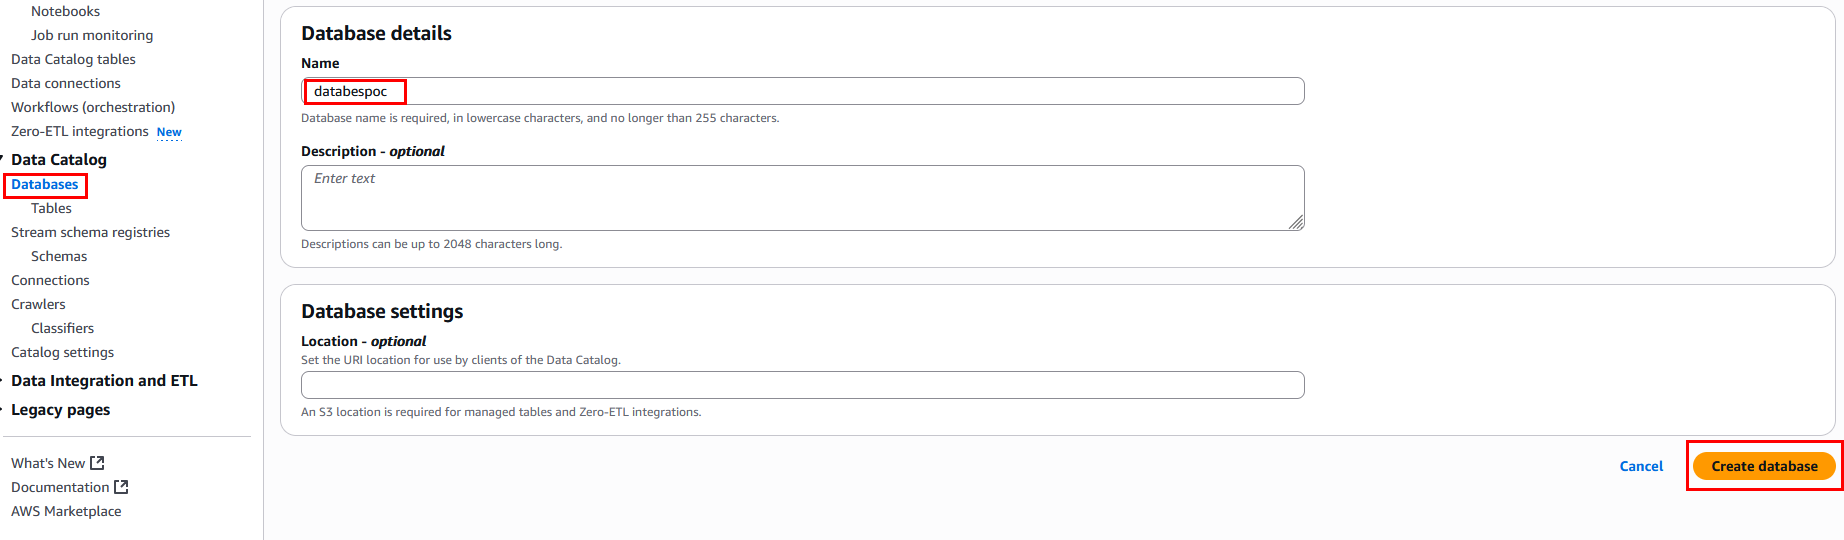 Notebooks
Job run monitoring
Data Catalog tables
Data connections
Workflows (orchestration)
Zero-ETL integrations New
Data Catalog
Databases
Tables
Stream schema registries
Schemas
Connections
Crawlers
Classifiers
Catalog settings
Data Integration and ETL
Legacy pages
What's New
Documentation
AWS Marketplace
Database details
Name
databespoc
Database name is required, in lowercase characters, and no longer than 255 characters.
Description - optional
Enter text
Descriptions can be up to 2048 characters long.
Database settings
Location - optional
Set the URI location for use by clients of the Data Catalog.
An S3 location is required for managed tables and Zero-ETL integrations.
Cancel
Create database